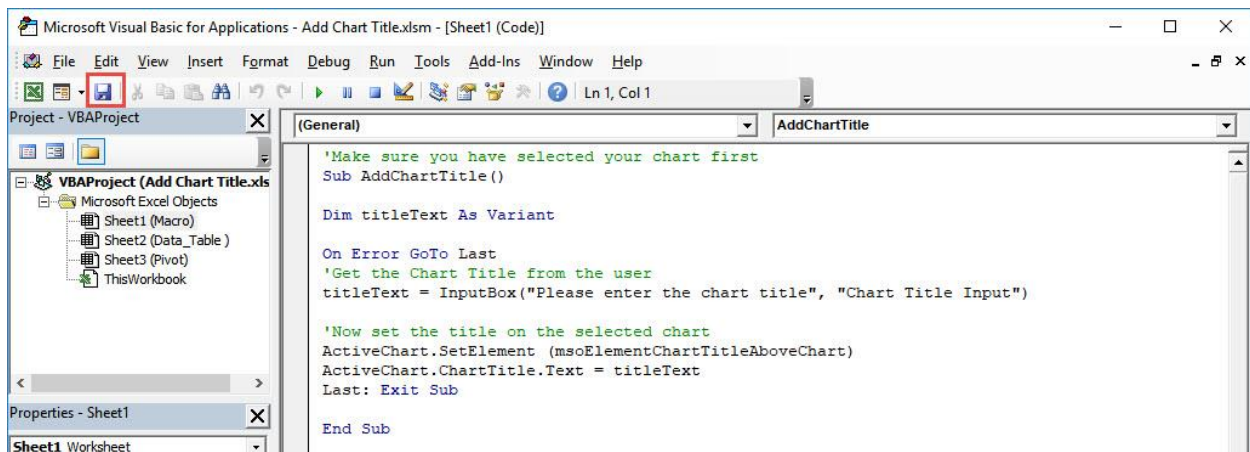 Microsoft Visual Basic for Applications - Add Chart Title.xlsm - [Sheet1 (Code)]
File Edit View Insert Format Debug Run Tools Add-Ins Window Help
Ln 1, Col 1
Project - VBAProject
VBAProject (Add Chart Title.xls
Microsoft Excel Objects
Sheet1 (Macro)
Sheet2 (Data_Table )
Sheet3 (Pivot)
ThisWorkbook
Properties - Sheet1
Sheet1 Worksheet
(General) AddChartTitle
'Make sure you have selected your chart first
Sub AddChartTitle()
Dim titleText As Variant
On Error GoTo Last
'Get the Chart Title from the user
titleText = InputBox("Please enter the chart title", "Chart Title Input")
'Now set the title on the selected chart
ActiveChart.SetElement (msoElementChartTitleAboveChart)
ActiveChart.ChartTitle.Text = titleText
Last: Exit Sub
End Sub